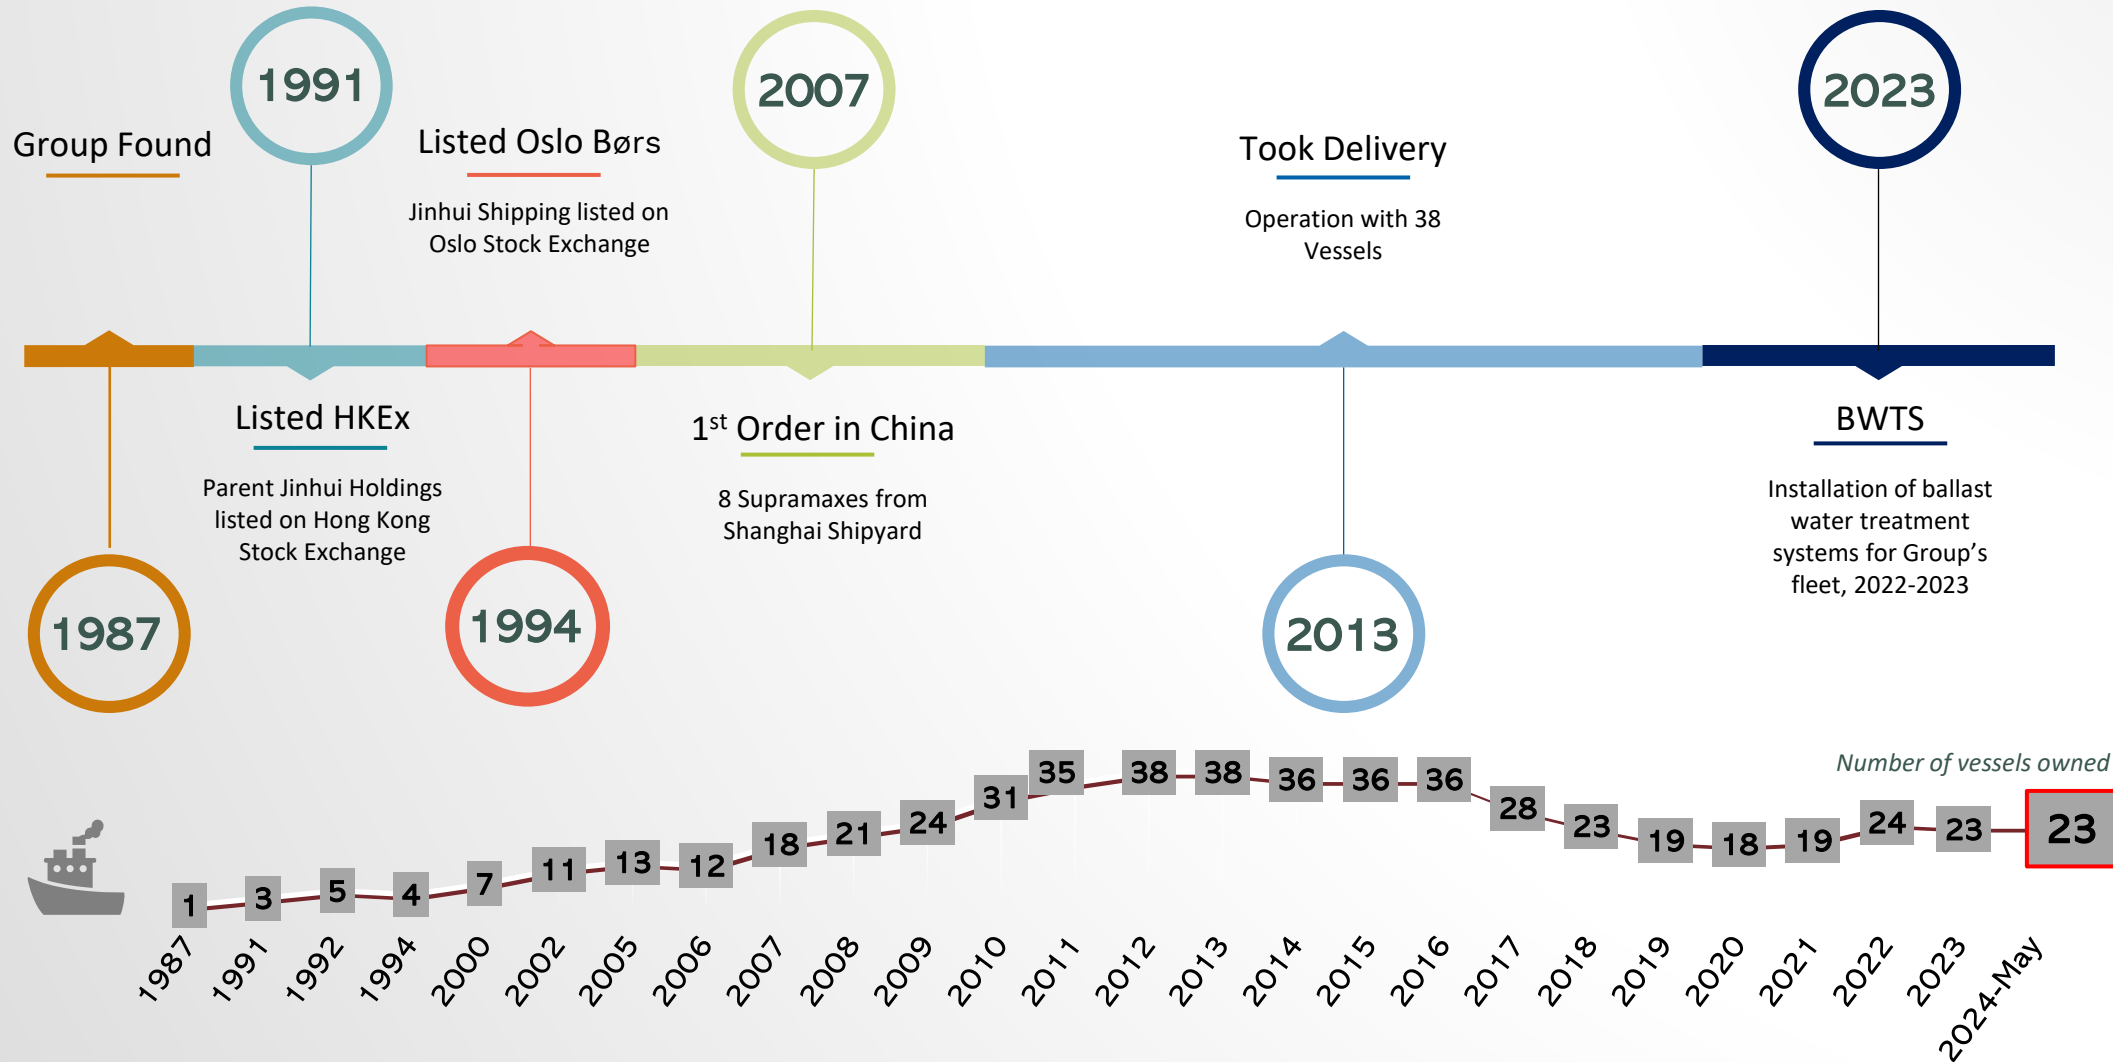 1991
2007
2023
Group Found
Listed Oslo Børs
Took Delivery
Jinhui Shipping listed on
Oslo Stock Exchange
Operation with 38
Vessels
Listed HKEx
1st Order in China
BWTS
Parent Jinhui Holdings
listed on Hong Kong
Stock Exchange
8 Supramaxes from
Shanghai Shipyard
Installation of ballast
water treatment
systems for Group's
fleet, 2022-2023
1987
1994
2013
Number of vessels owned
1 3 5 4 7 11 13 12 18 21 24 31 35 38 38 36 36 36 28 23 19 18 19 24 23 23
1987 1991 1992 1994 2000 2002 2005 2006 2007 2008 2009 2010 2011 2012 2013 2014 2015 2016 2017 2018 2019 2020 2021 2022 2023 2024-May